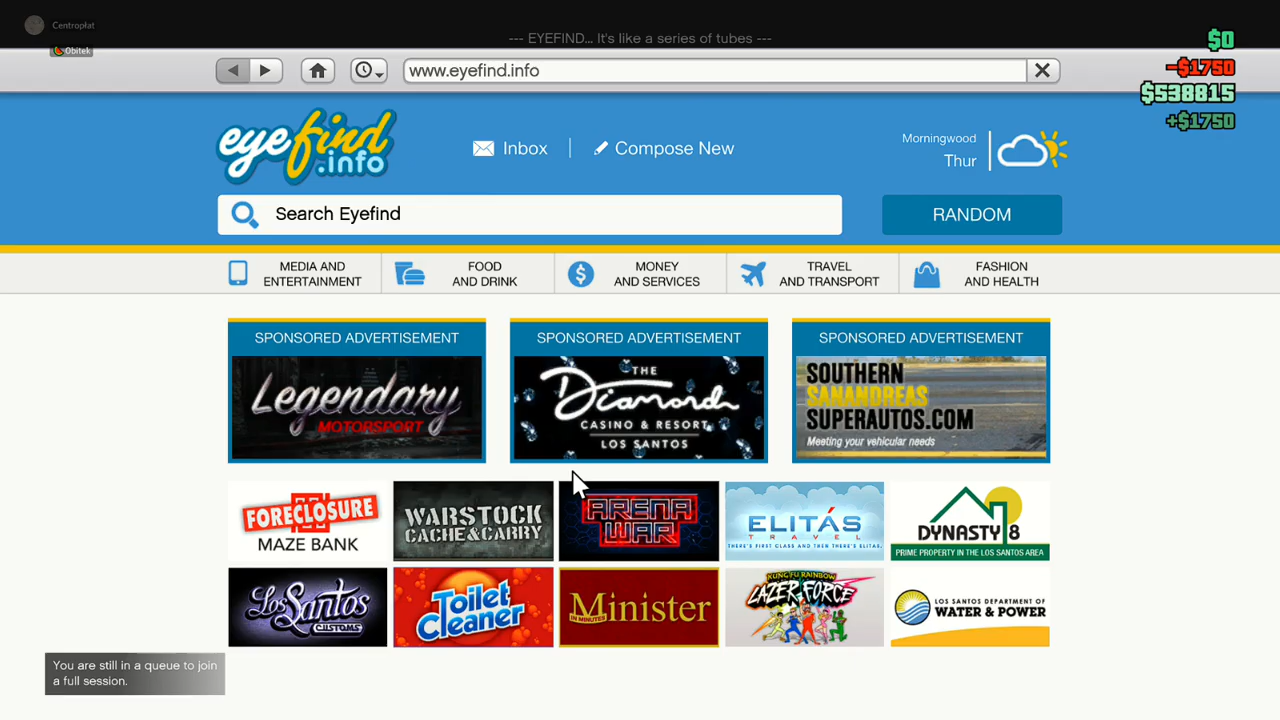 Centropłat
Obitek
--- EYEFIND... It's like a series of tubes ---
$0
-$1750
$538815
+$1750
www.eyefind.info
eyefind
.info
Inbox
Compose New
Morningwood
Thur
Search Eyefind
RANDOM
MEDIA AND
ENTERTAINMENT
FOOD
AND DRINK
MONEY
AND SERVICES
TRAVEL
AND TRANSPORT
FASHION
AND HEALTH
SPONSORED ADVERTISEMENT
Legendary
MOTORSPORT
SPONSORED ADVERTISEMENT
THE
Diamond
CASINO & RESORT
LOS SANTOS
SPONSORED ADVERTISEMENT
SOUTHERN
SANANDREAS
SUPERAUTOS.COM
Meeting your vehicular needs
FORECLOSURE
MAZE BANK
WARSTOCK
CACHE&CARRY
ARENA
WAR
ELITÁS
TRAVEL
THERE'S FIRST CLASS AND THEN THERE'S ELITAS.
DYNASTY 8
PRIME PROPERTY IN THE LOS SANTOS AREA
Los Santos
CUSTOMS
Toilet
Cleaner
Minister
IN MINUTES
KUNG FU RAINBOW
LAZER FORCE
LOS SANTOS DEPARTMENT OF
WATER & POWER
You are still in a queue to join
a full session.